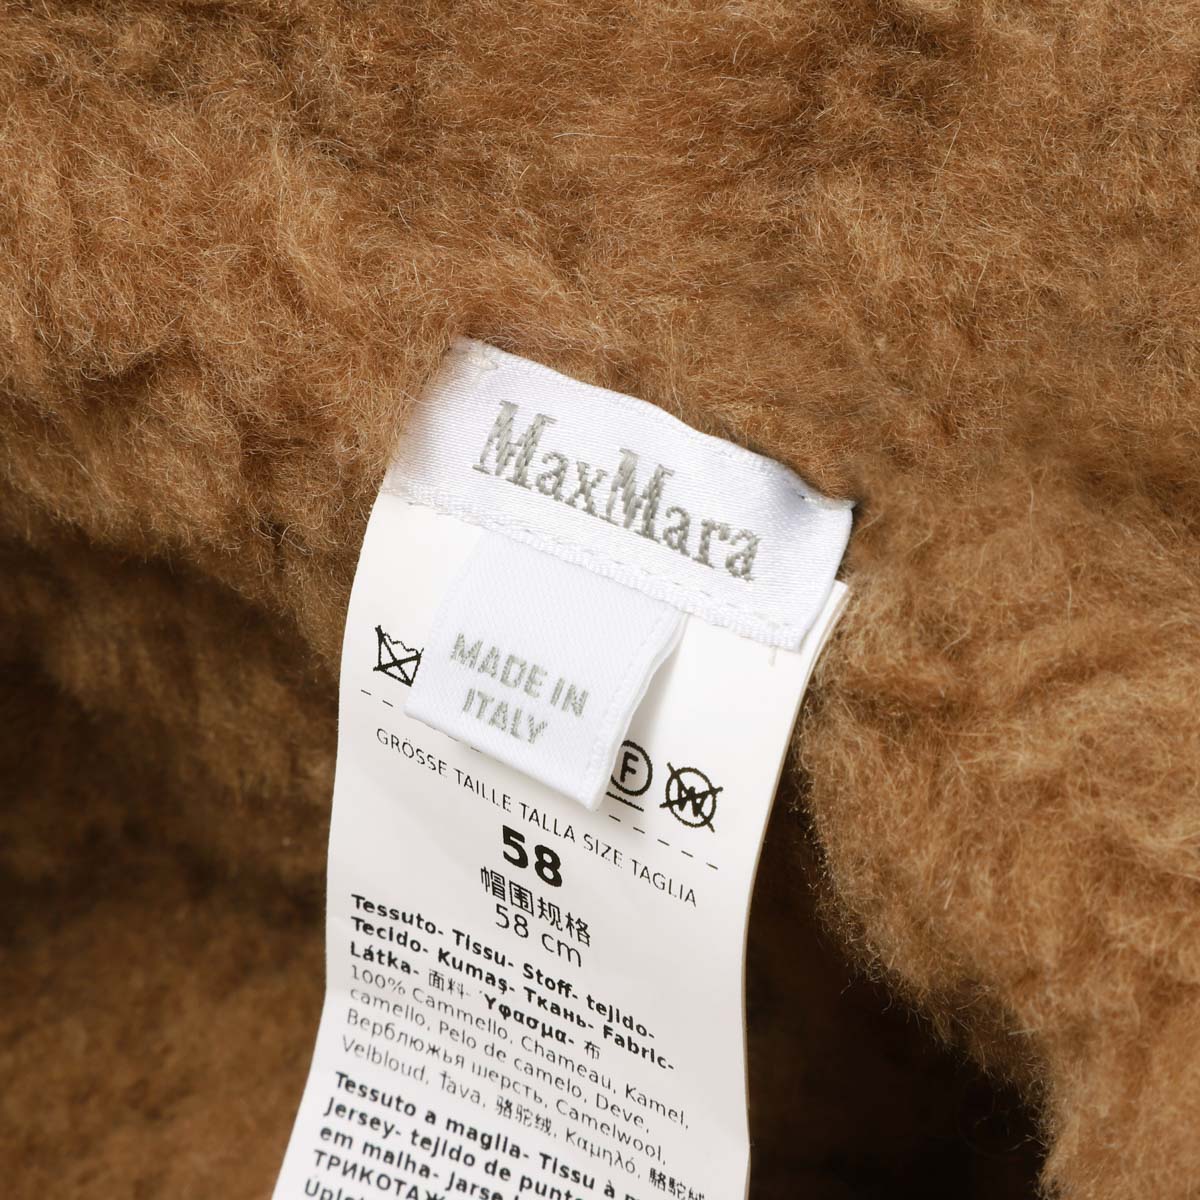 MaxMara
MADE IN
ITALY
F
W
GRÖSSE TAILLE TALLA SIZE TAGLIA
58
帽围规格
58 cm
Tessuto- Tissu- Stoff- tejido-
Tecido- Kumaş- Ткань- Fabric-
Látka- 面料- Ύφασμα- 布
100% Cammello, Chameau, Kamel,
camello, Pelo de camelo, Deve,
Верблюжья шерсть, Camelwool,
Velbloud, Ťava, 骆驼绒, Καμηλό, 駱駝绒
Tessuto a maglia- Tissu à
Jersey- tejido de punto
em malha- Jarse
ТРИКОТАЖ